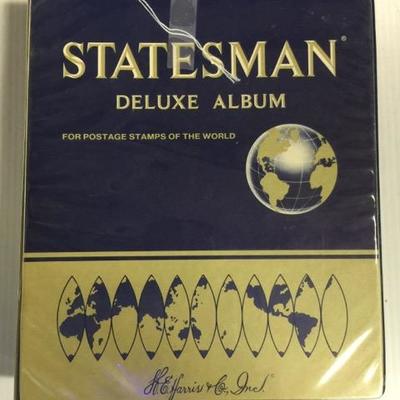 STATESMAN®
DELUXE ALBUM
FOR POSTAGE STAMPS OF THE WORLD
H.E. Harris & Co., Inc.